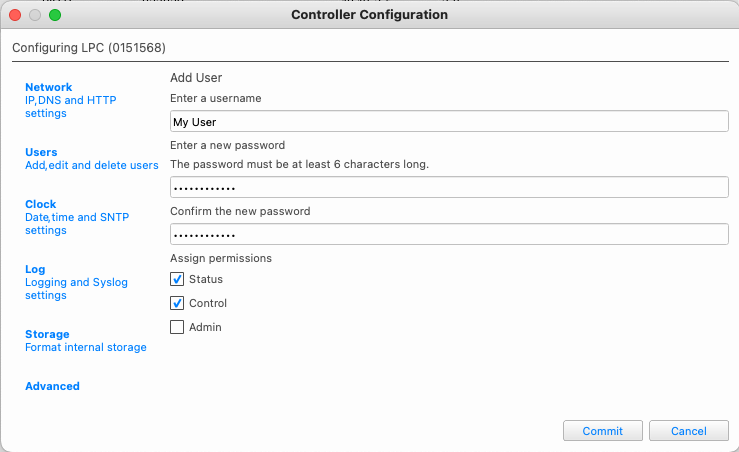 Controller Configuration
Configuring LPC (0151568)
Network
IP,DNS and HTTP
settings
Users
Add,edit and delete users
Clock
Date,time and SNTP
settings
Log
Logging and Syslog
settings
Storage
Format internal storage
Advanced
Add User
Enter a username
My User
Enter a new password
The password must be at least 6 characters long.
••••••••••••
Confirm the new password
••••••••••••
Assign permissions
Status
Control
Admin
Commit
Cancel